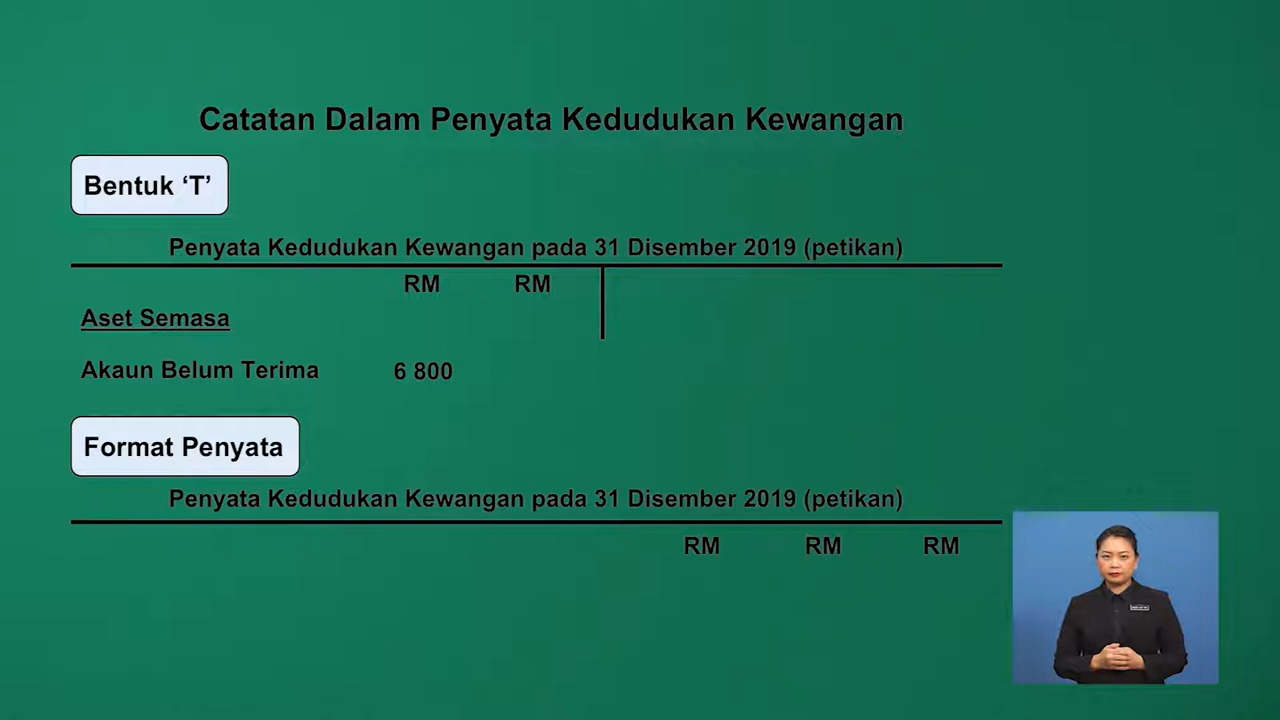 Catatan Dalam Penyata Kedudukan Kewangan
Bentuk ‘T’
Penyata Kedudukan Kewangan pada 31 Disember 2019 (petikan)
RM RM
Aset Semasa
Akaun Belum Terima 6 800
Format Penyata
Penyata Kedudukan Kewangan pada 31 Disember 2019 (petikan)
RM RM RM